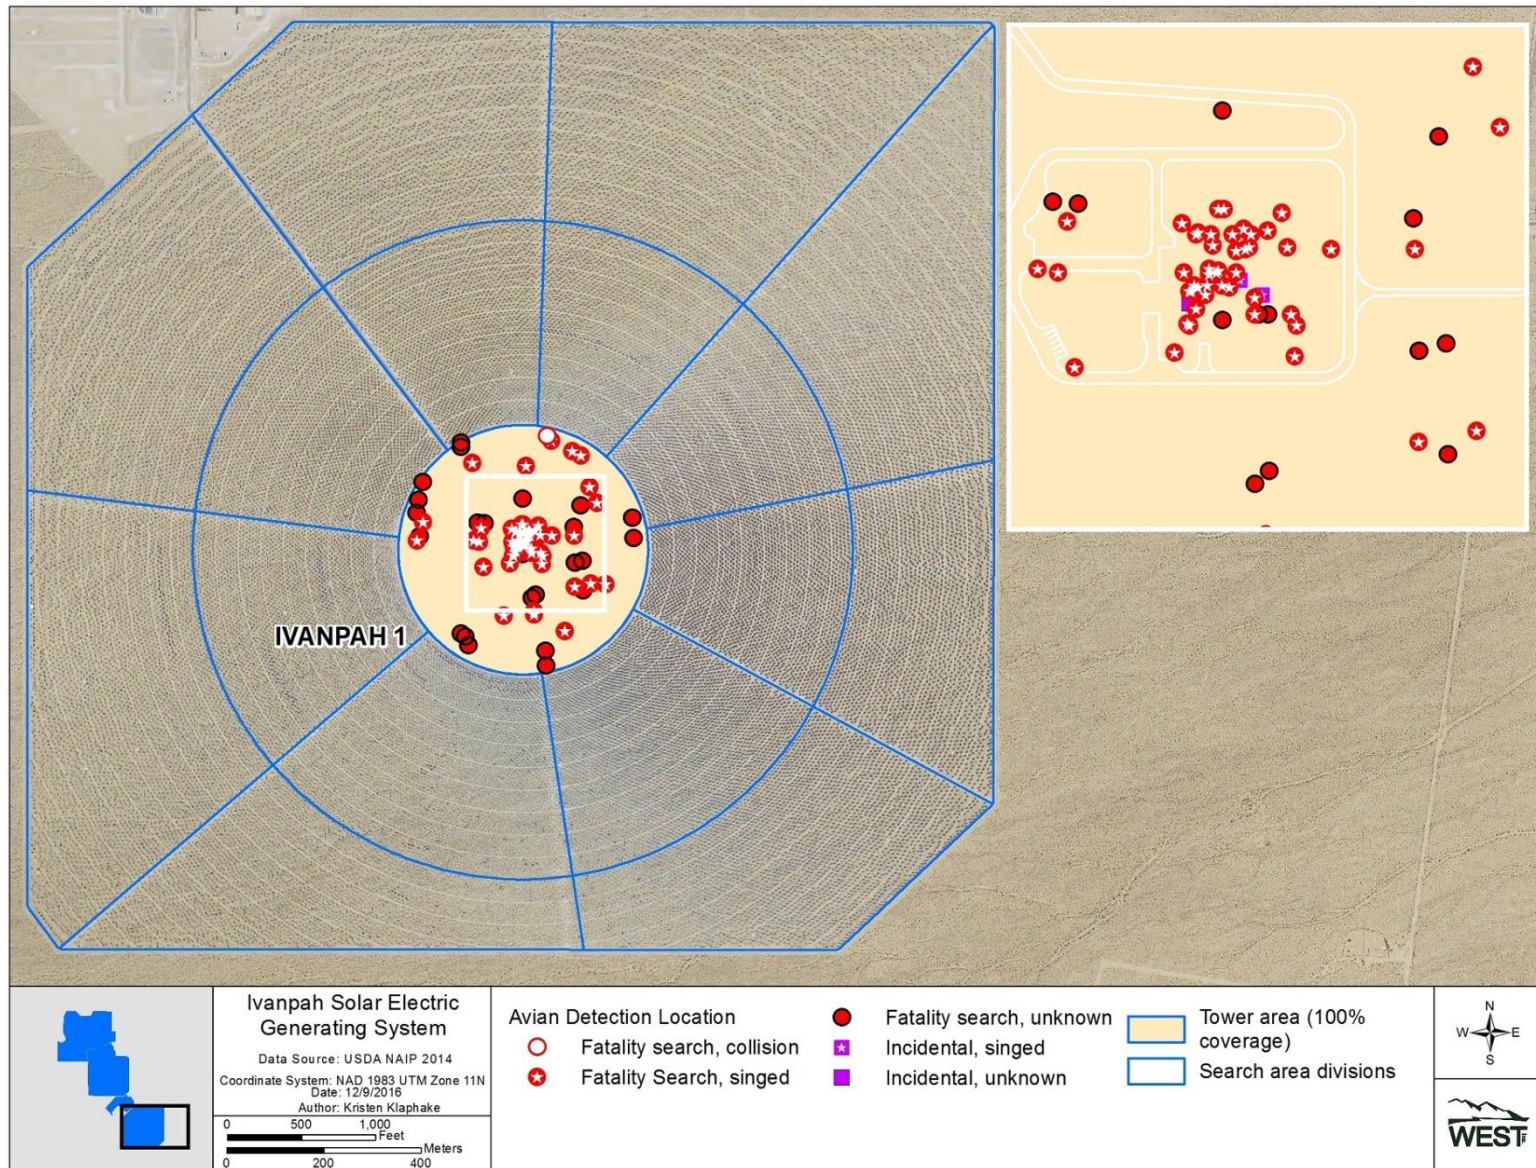 IVANPAH 1
Ivanpah Solar Electric
Generating System
Data Source: USDA NAIP 2014
Coordinate System: NAD 1983 UTM Zone 11N
Date: 12/9/2016
Author: Kristen Klaphake
0 500 1,000
Feet
Meters
0 200 400
Avian Detection Location
Fatality search, collision
Fatality Search, singed
Fatality search, unknown
Incidental, singed
Incidental, unknown
Tower area (100%
coverage)
Search area divisions
N
W E
S
WEST